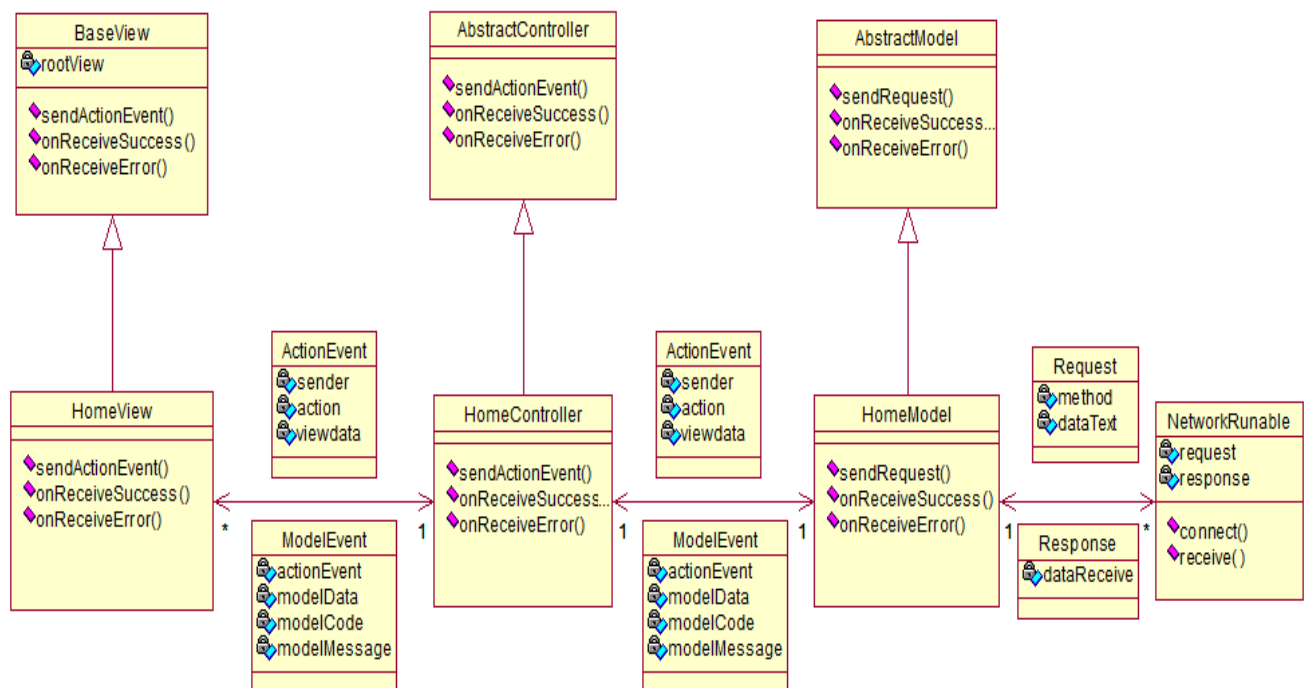 BaseView
rootView
sendActionEvent()
onReceiveSuccess()
onReceiveError()
AbstractController
sendActionEvent()
onReceiveSuccess()
onReceiveError()
AbstractModel
sendRequest()
onReceiveSuccess...
onReceiveError()
HomeView
sendActionEvent()
onReceiveSuccess()
onReceiveError()
ActionEvent
sender
action
viewdata
* 1
ModelEvent
actionEvent
modelData
modelCode
modelMessage
HomeController
sendActionEvent()
onReceiveSuccess...
onReceiveError()
ActionEvent
sender
action
viewdata
1 1
ModelEvent
actionEvent
modelData
modelCode
modelMessage
HomeModel
sendRequest()
onReceiveSuccess()
onReceiveError()
Request
method
dataText
1 *
Response
dataReceive
NetworkRunable
request
response
connect()
receive( )